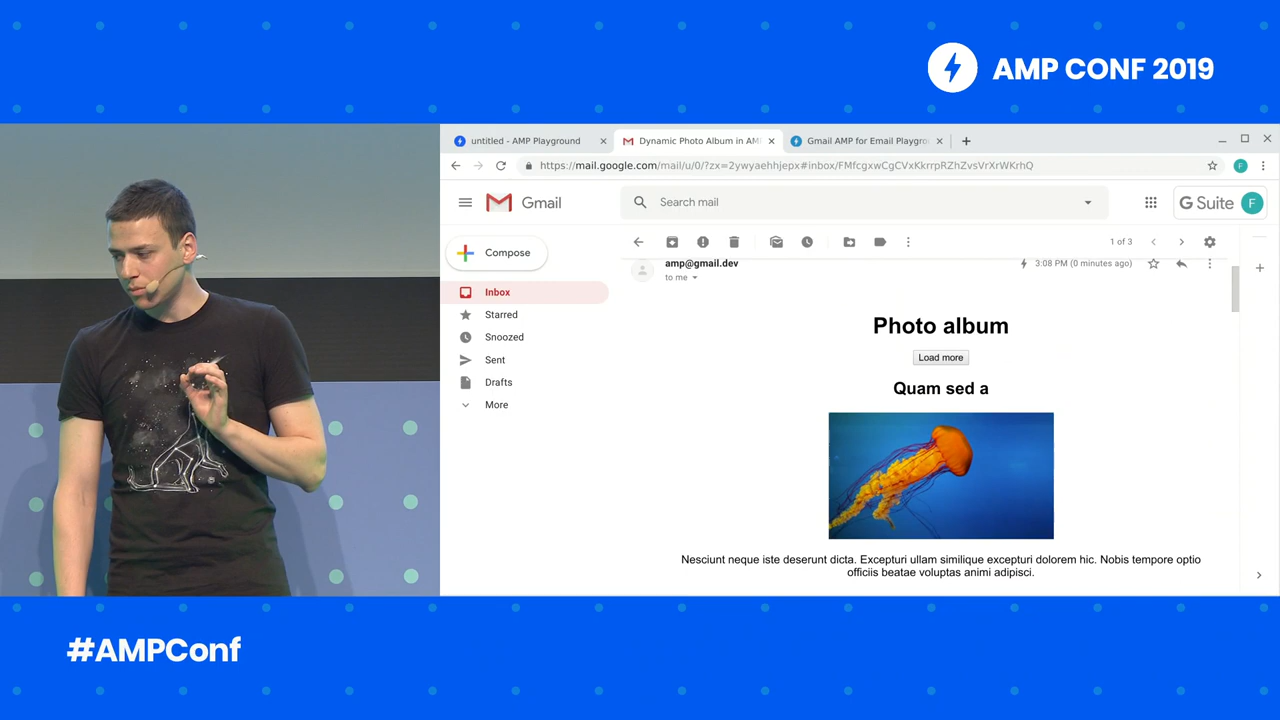 AMP CONF 2019
untitled - AMP Playground
Dynamic Photo Album in AM
Gmail AMP for Email Playgro
https://mail.google.com/mail/u/0/?zx=2ywyaehhjepx#inbox/FMfcgxwCgCVxKkrrpRZhZvsVrXrWKrhQ
F
Gmail
Search mail
G Suite
F
Compose
1 of 3
Inbox
Starred
Snoozed
Sent
Drafts
More
amp@gmail.dev
3:08 PM (0 minutes ago)
to me
Photo album
Load more
Quam sed a
Nesciunt neque iste deserunt dicta. Excepturi ullam similique excepturi dolorem hic. Nobis tempore optio
officiis beatae voluptas animi adipisci.
#AMPConf